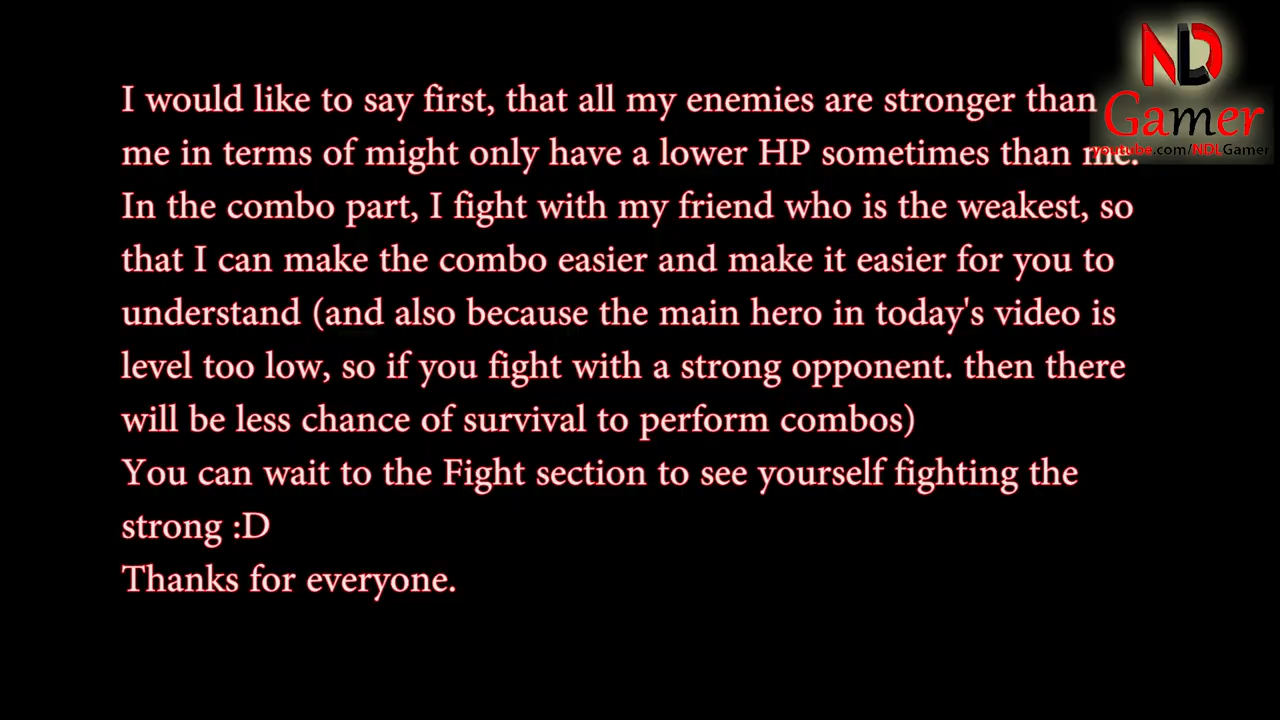 I would like to say first, that all my enemies are stronger than
me in terms of might only have a lower HP sometimes than me.
In the combo part, I fight with my friend who is the weakest, so
that I can make the combo easier and make it easier for you to
understand (and also because the main hero in today's video is
level too low, so if you fight with a strong opponent. then there
will be less chance of survival to perform combos)
You can wait to the Fight section to see yourself fighting the
strong :D
Thanks for everyone.
NDL
Gamer
youtube.com/NDLGamer